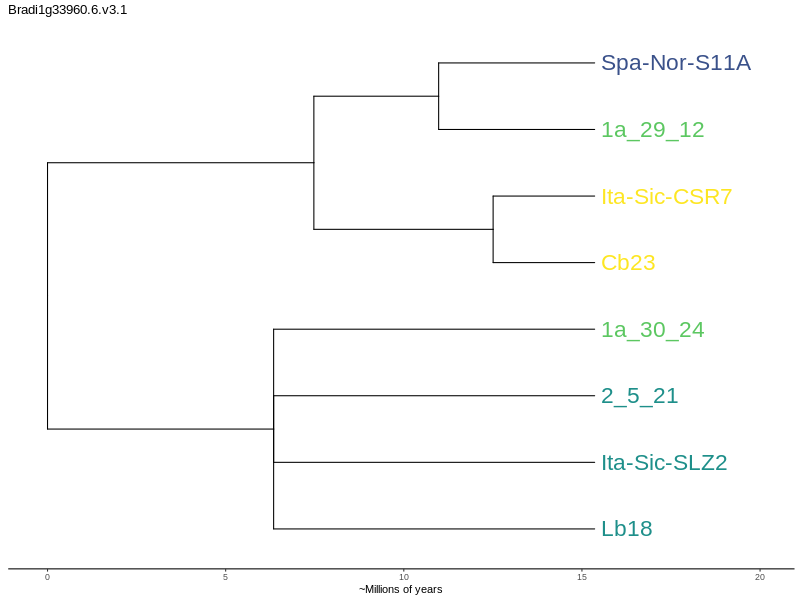 Bradi1g33960.6.v3.1
Spa-Nor-S11A
1a_29_12
Ita-Sic-CSR7
Cb23
1a_30_24
2_5_21
Ita-Sic-SLZ2
Lb18
0 5 10 15 20
~Millions of years